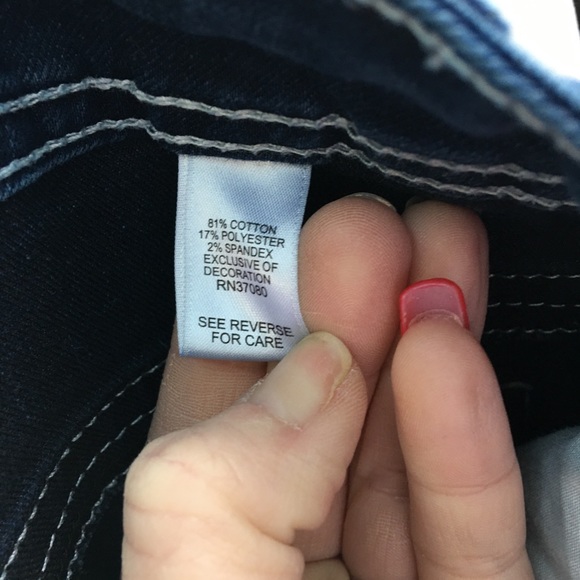 81% COTTON
17% POLYESTER
2% SPANDEX
EXCLUSIVE OF
DECORATION
RN37080
SEE REVERSE
FOR CARE